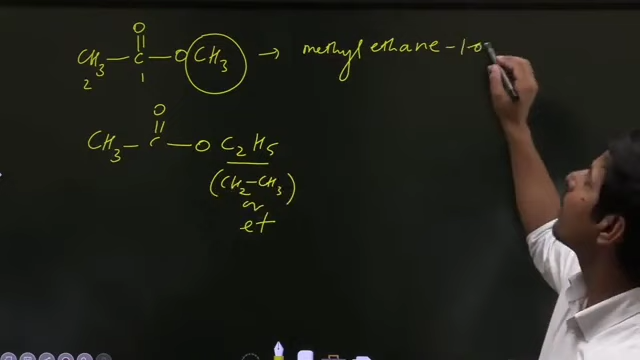 O
CH3 - C - O CH3 → methyl ethane - 1 - o
2 1
O
CH3 - C - O C2H5
(CH2 - CH3)
or
et